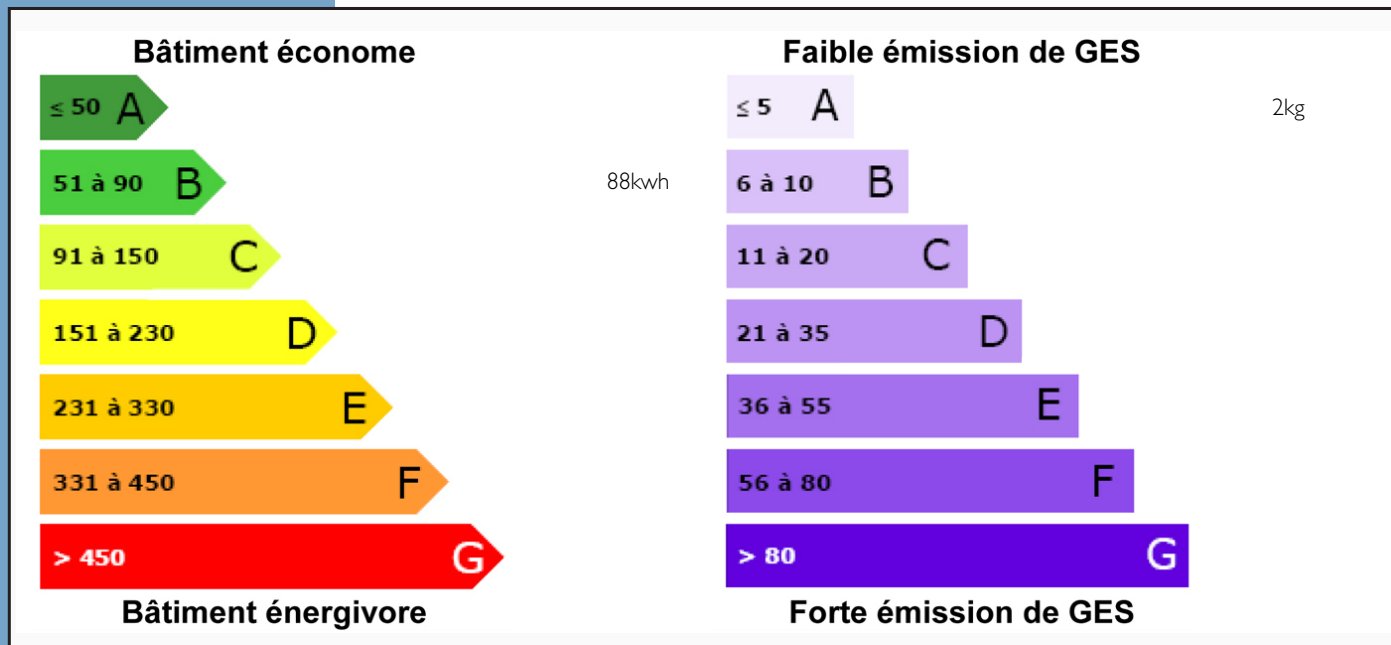 Bâtiment économe
≤ 50 A
51 à 90 B
88kwh
91 à 150 C
151 à 230 D
231 à 330 E
331 à 450 F
> 450 G
Bâtiment énergivore
Faible émission de GES
≤ 5 A
2kg
6 à 10 B
11 à 20 C
21 à 35 D
36 à 55 E
56 à 80 F
> 80 G
Forte émission de GES